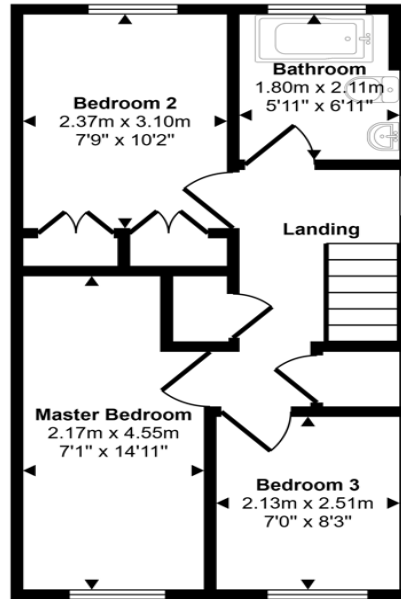 Bathroom
1.80m x 2.11m
5'11" x 6'11"
Bedroom 2
2.37m x 3.10m
7'9" x 10'2"
Landing
Master Bedroom
2.17m x 4.55m
7'1" x 14'11"
Bedroom 3
2.13m x 2.51m
7'0" x 8'3"